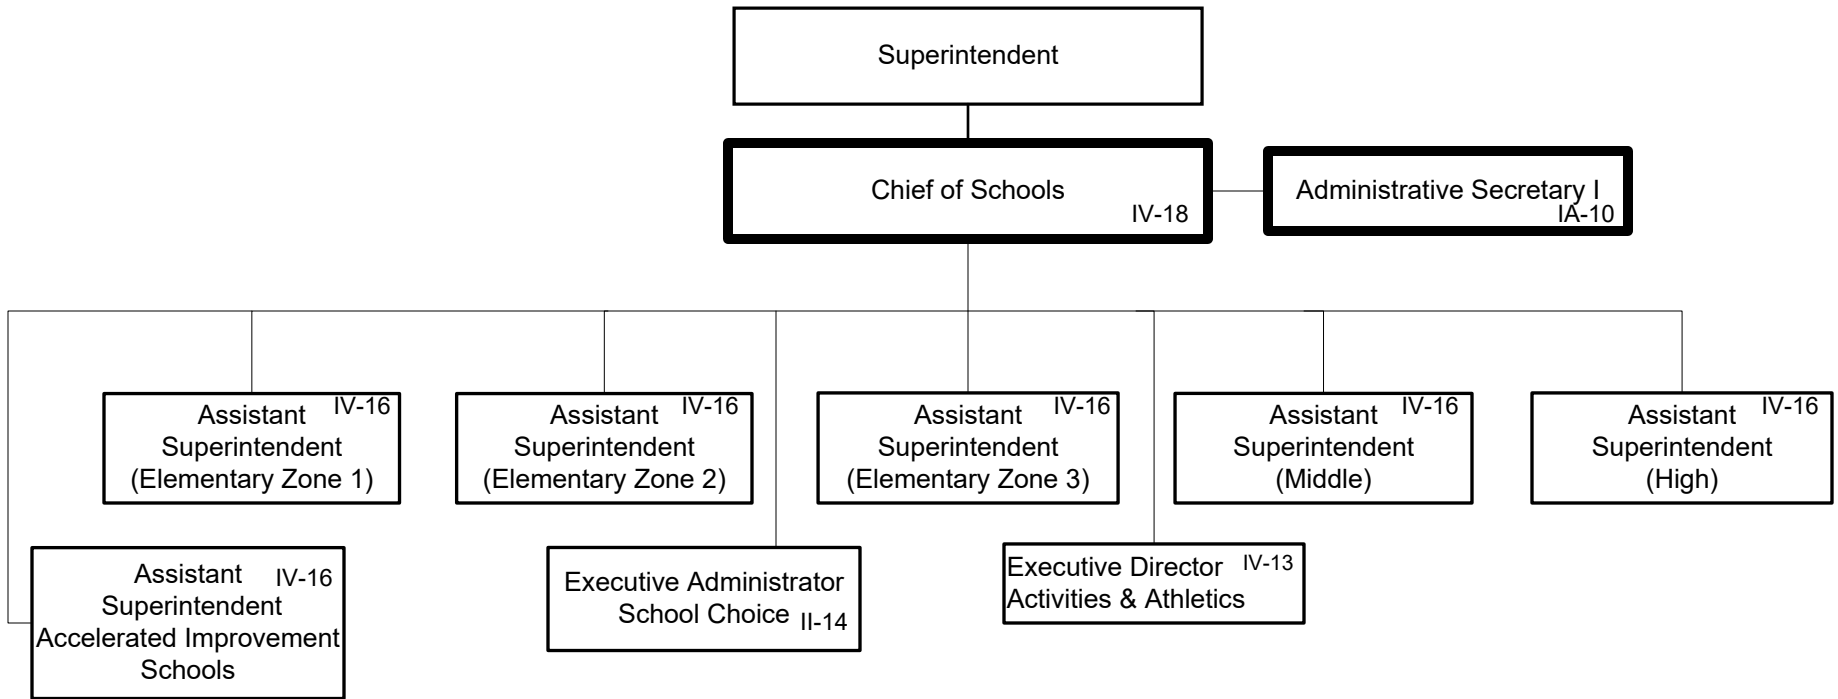 Superintendent
Chief of Schools
IV-18
Administrative Secretary I
IA-10
Assistant IV-16
Superintendent
(Elementary Zone 1)
Assistant IV-16
Superintendent
(Elementary Zone 2)
Assistant IV-16
Superintendent
(Elementary Zone 3)
Assistant IV-16
Superintendent
(Middle)
Assistant IV-16
Superintendent
(High)
Assistant IV-16
Superintendent
Accelerated Improvement
Schools
Executive Administrator
School Choice II-14
Executive Director IV-13
Activities & Athletics